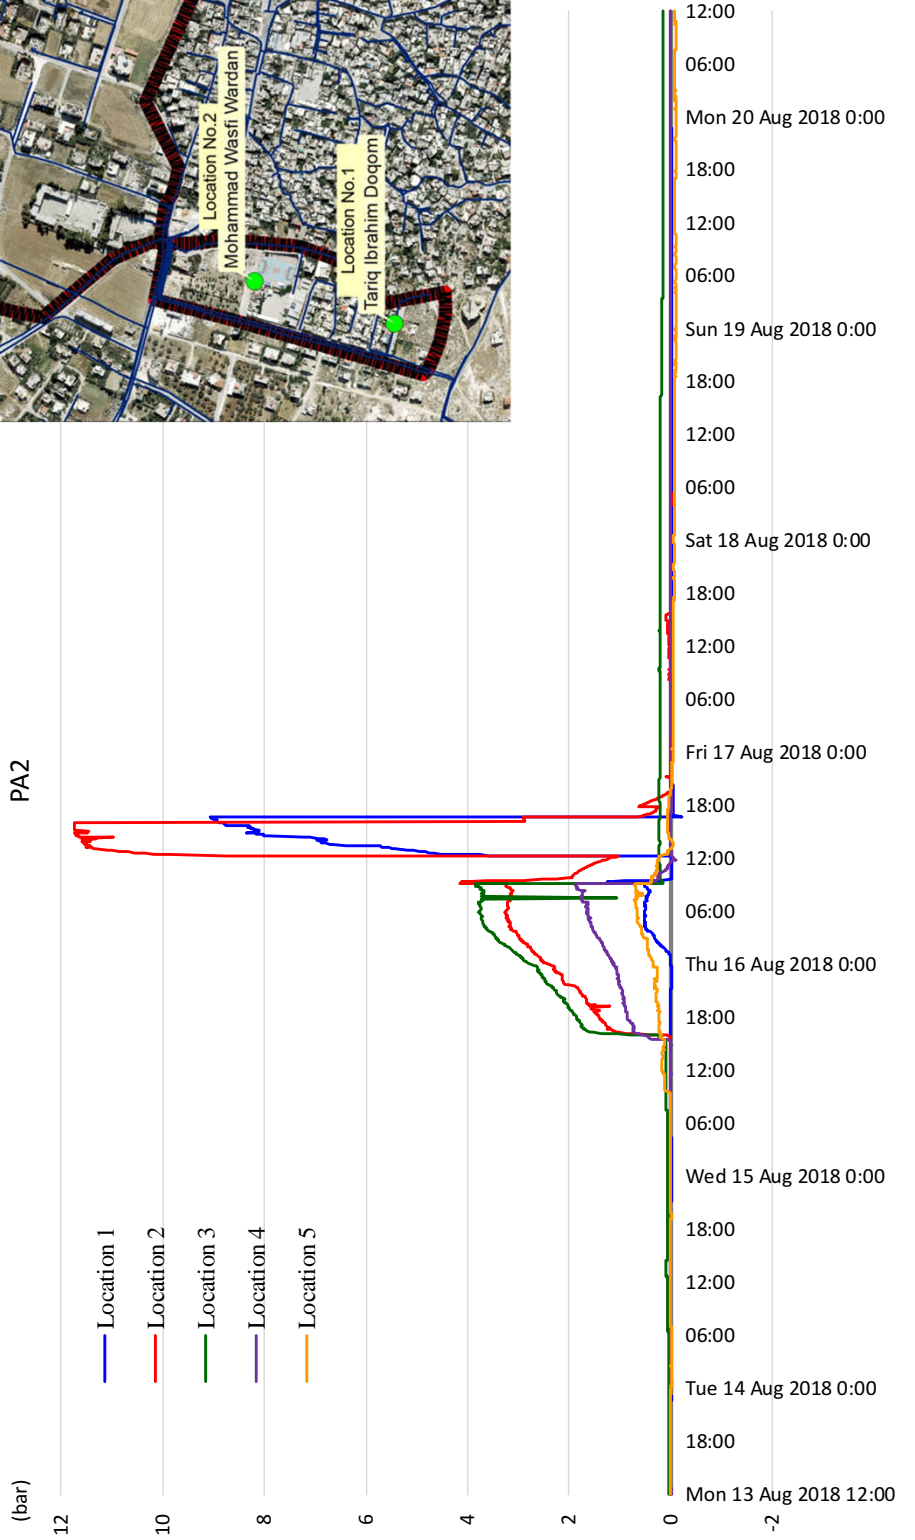 PA2
(bar)
12
10
8
6
4
2
0
-2
Location 1
Location 2
Location 3
Location 4
Location 5
Location No.2
Mohammad Wasfi Wardan
Location No.1
Tariq Ibrahim Doqom
Mon 13 Aug 2018 12:00
18:00
Tue 14 Aug 2018 0:00
06:00
12:00
18:00
Wed 15 Aug 2018 0:00
06:00
12:00
18:00
Thu 16 Aug 2018 0:00
06:00
12:00
18:00
Fri 17 Aug 2018 0:00
06:00
12:00
18:00
Sat 18 Aug 2018 0:00
06:00
12:00
18:00
Sun 19 Aug 2018 0:00
06:00
12:00
18:00
Mon 20 Aug 2018 0:00
06:00
12:00